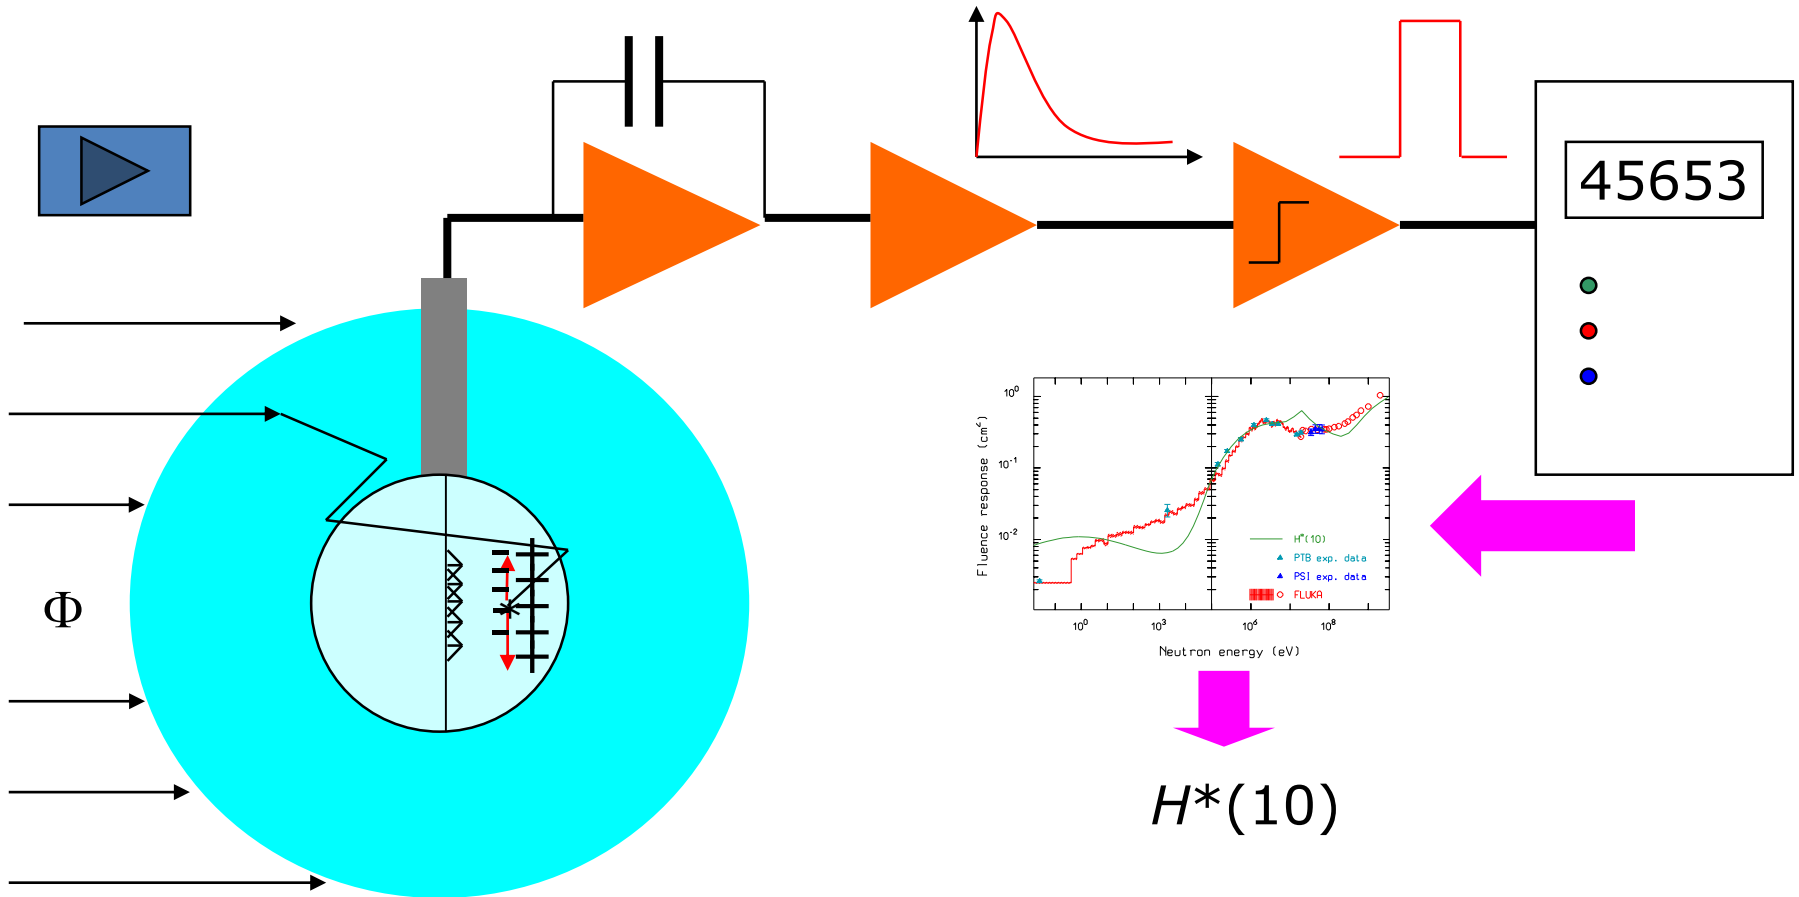 45653
Φ
10⁰
10⁻¹
10⁻²
Fluence response (cm²)
H*(10)
PTB exp. data
PSI exp. data
FLUKA
10⁰ 10³ 10⁶ 10⁸
Neutron energy (eV)
H*(10)